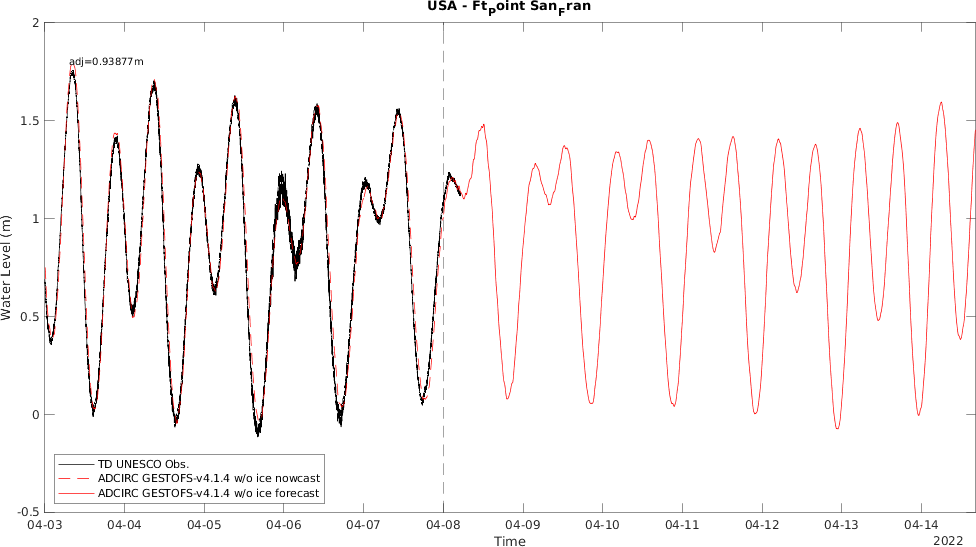 USA - FtPoint SanFran
adj=0.93877m
2
1.5
1
0.5
0
-0.5
Water Level (m)
TD UNESCO Obs.
ADCIRC GESTOFS-v4.1.4 w/o ice nowcast
ADCIRC GESTOFS-v4.1.4 w/o ice forecast
04-03 04-04 04-05 04-06 04-07 04-08 04-09 04-10 04-11 04-12 04-13 04-14
Time
2022